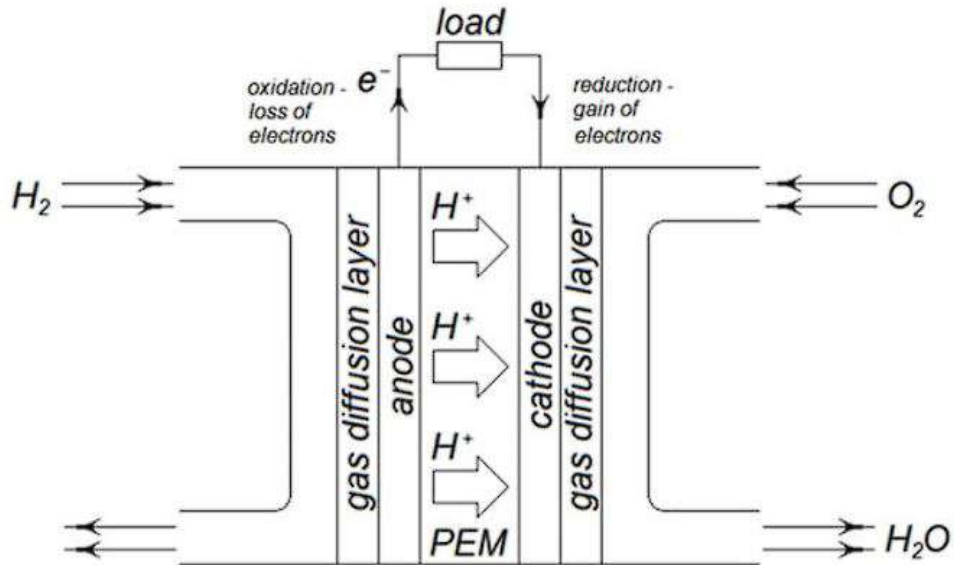 load
oxidation -
loss of
electrons
e⁻
reduction -
gain of
electrons
H₂
O₂
gas diffusion layer
anode
H⁺
H⁺
H⁺
PEM
cathode
gas diffusion layer
H₂O